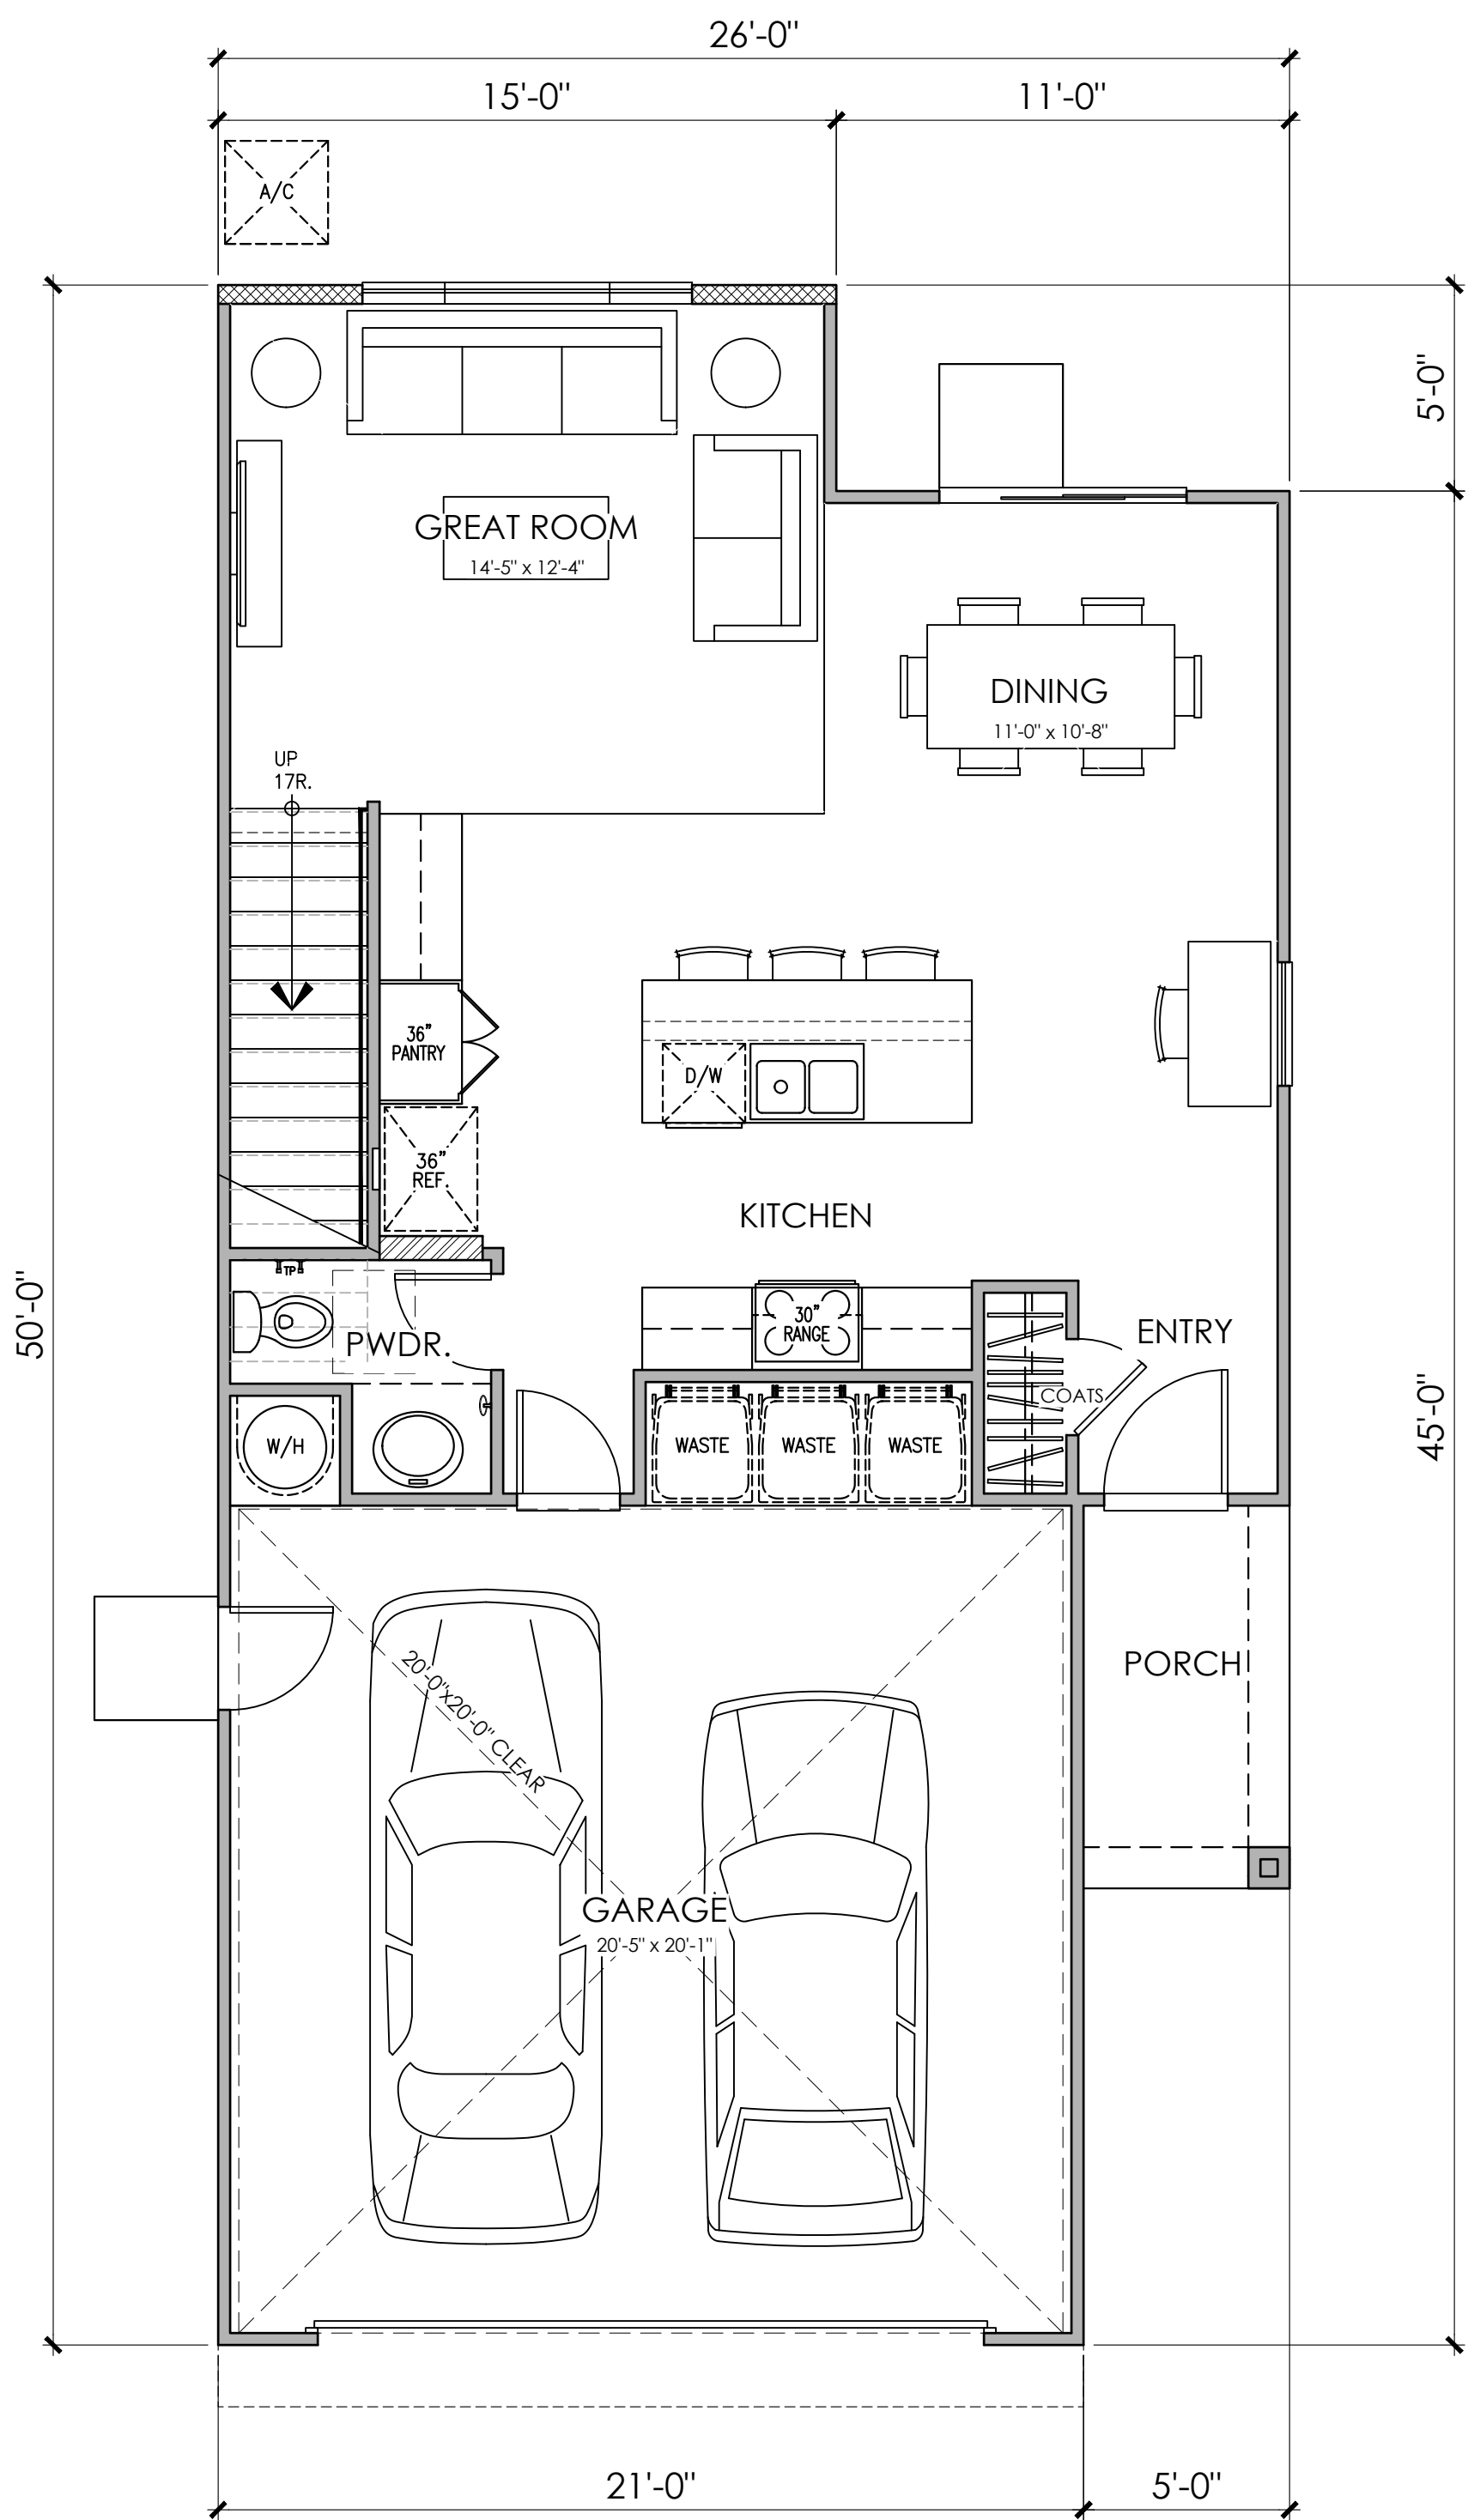 26'-0"
15'-0"
11'-0"
A/C
5'-0"
GREAT ROOM
14'-5" x 12'-4"
DINING
11'-0" x 10'-8"
UP
17R.
36"
PANTRY
D/W
36"
REF.
KITCHEN
50'-0"
TP
PWDR.
30"
RANGE
ENTRY
COATS
45'-0"
W/H
WASTE
WASTE
WASTE
PORCH
20'-0"x20'-0" CLEAR
GARAGE
20'-5" x 20'-1"
21'-0"
5'-0"